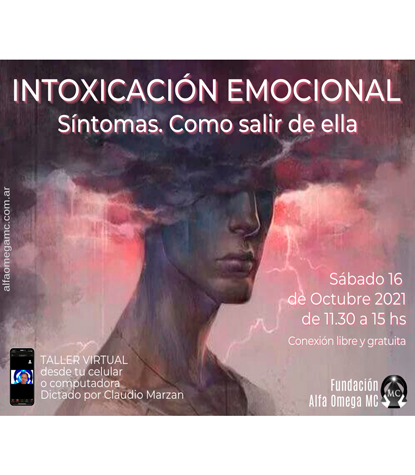 INTOXICACIÓN EMOCIONAL
Síntomas. Como salir de ella
alfaomegamc.com.ar
Sábado 16
de Octubre 2021
de 11.30 a 15 hs
Conexión libre y gratuita
TALLER VIRTUAL
desde tu celular
o computadora
Dictado por Claudio Marzan
Fundación
Alfa Omega MC
MC